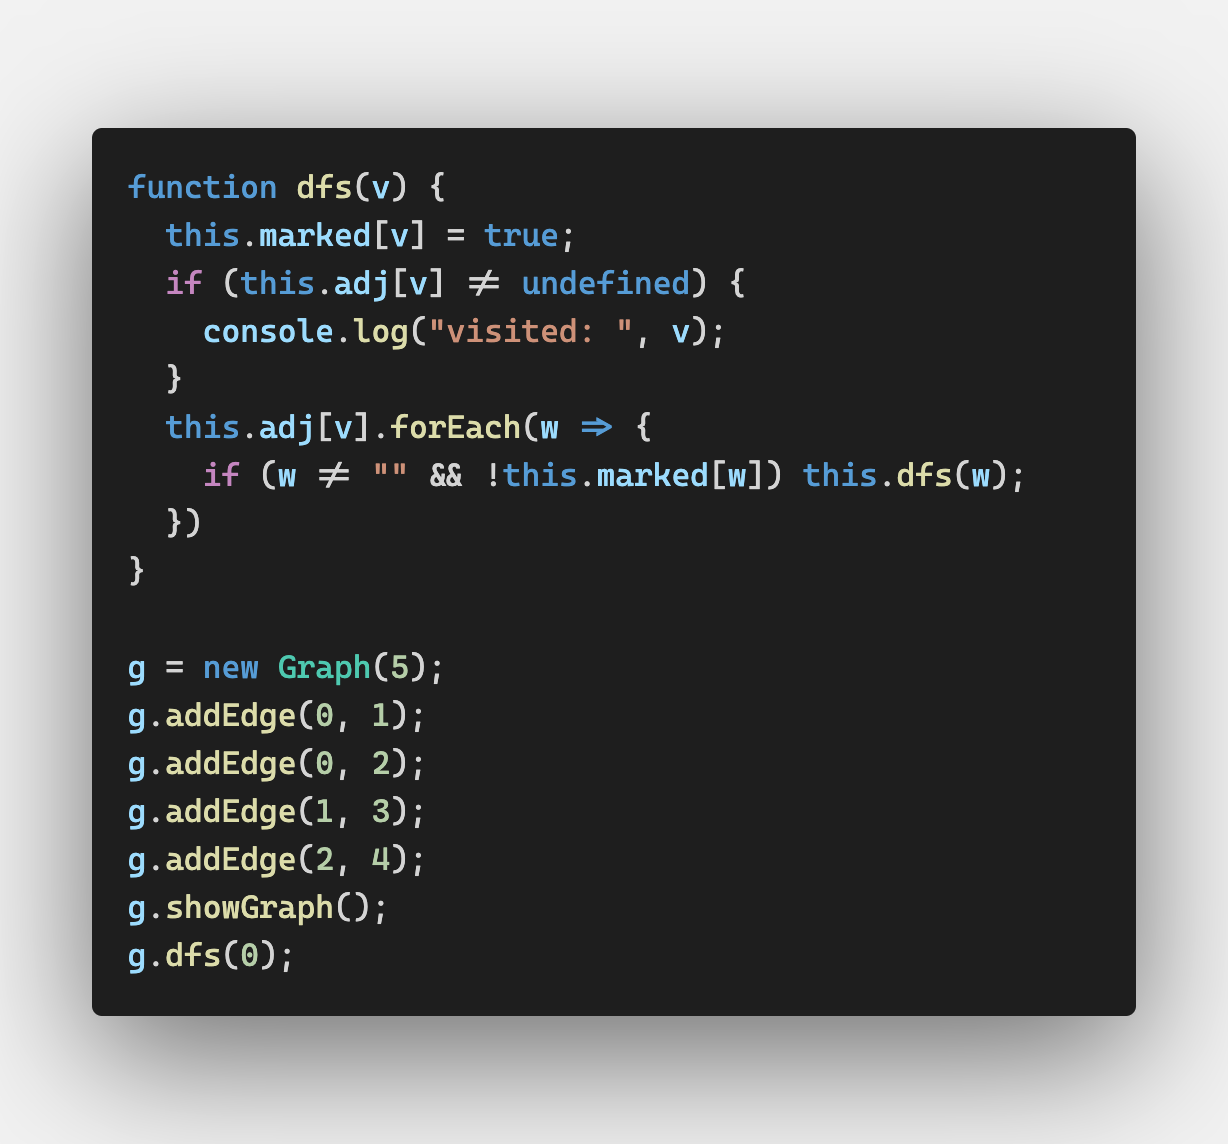 function dfs(v) {
  this.marked[v] = true;
  if (this.adj[v] != undefined) {
    console.log("visited: ", v);
  }
  this.adj[v].forEach(w => {
    if (w != "" && !this.marked[w]) this.dfs(w);
  })
}

g = new Graph(5);
g.addEdge(0, 1);
g.addEdge(0, 2);
g.addEdge(1, 3);
g.addEdge(2, 4);
g.showGraph();
g.dfs(0);